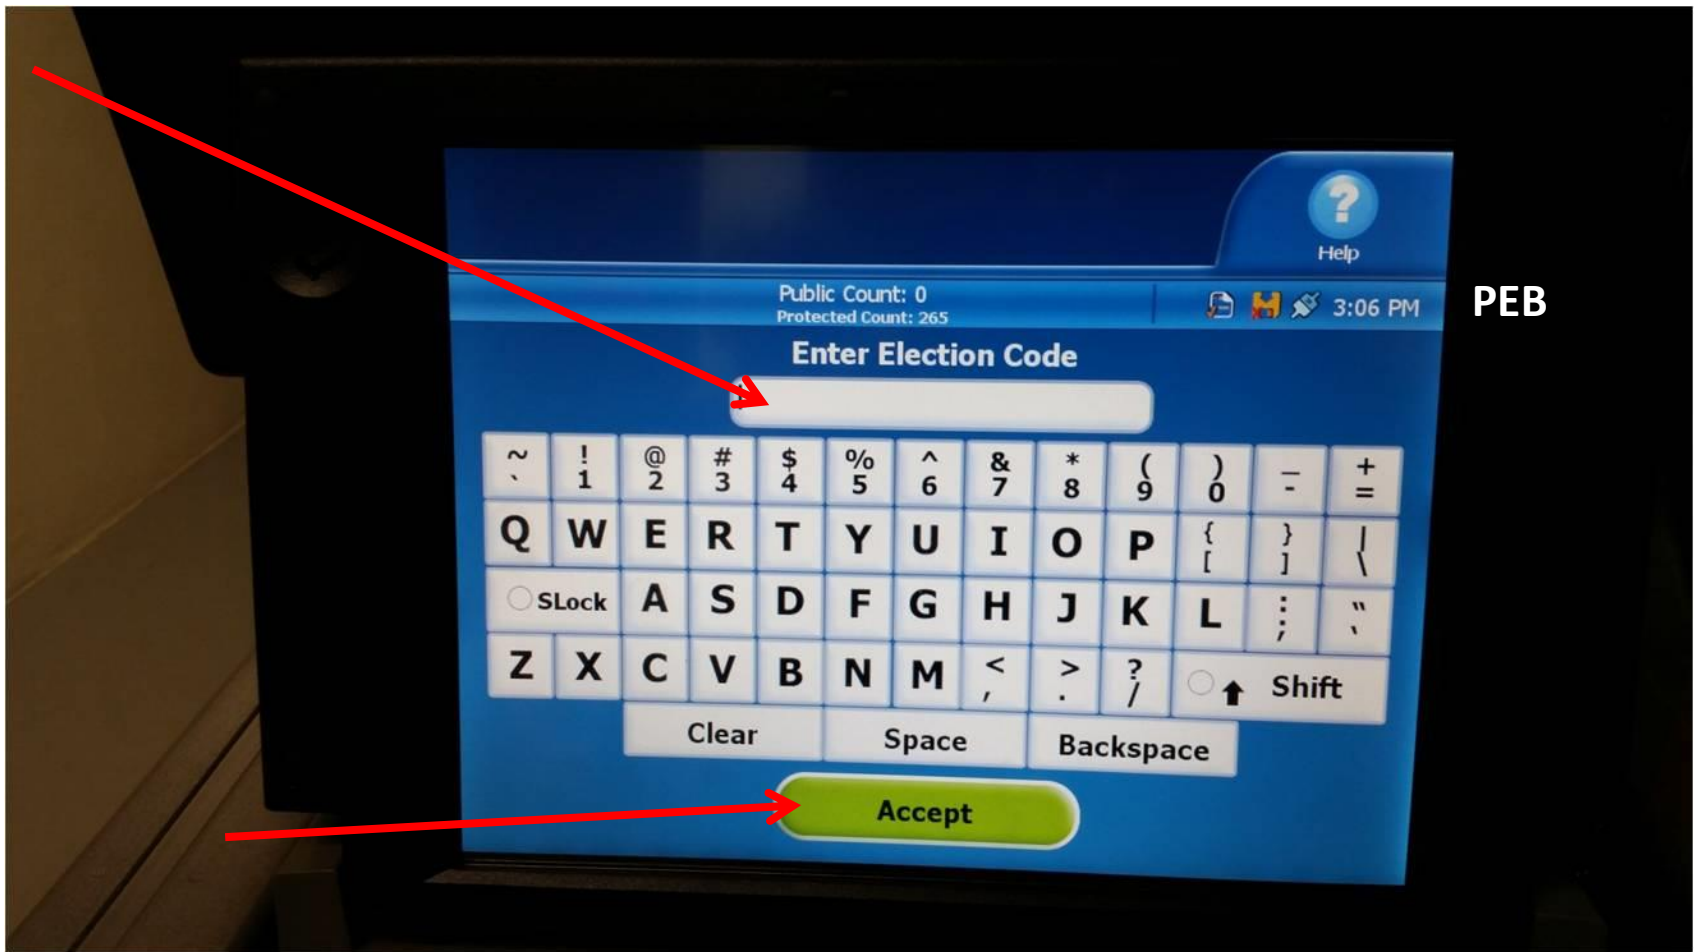 ?
Help
Public Count: 0
Protected Count: 265
3:06 PM
PEB
Enter Election Code
~ ! @ # $ % ^ & * ( ) _ +
` 1 2 3 4 5 6 7 8 9 0 - =
Q W E R T Y U I O P { } |
[ ] \
SLock A S D F G H J K L : "
; '
Z X C V B N M < > ? Shift
, . /
Clear Space Backspace
Accept